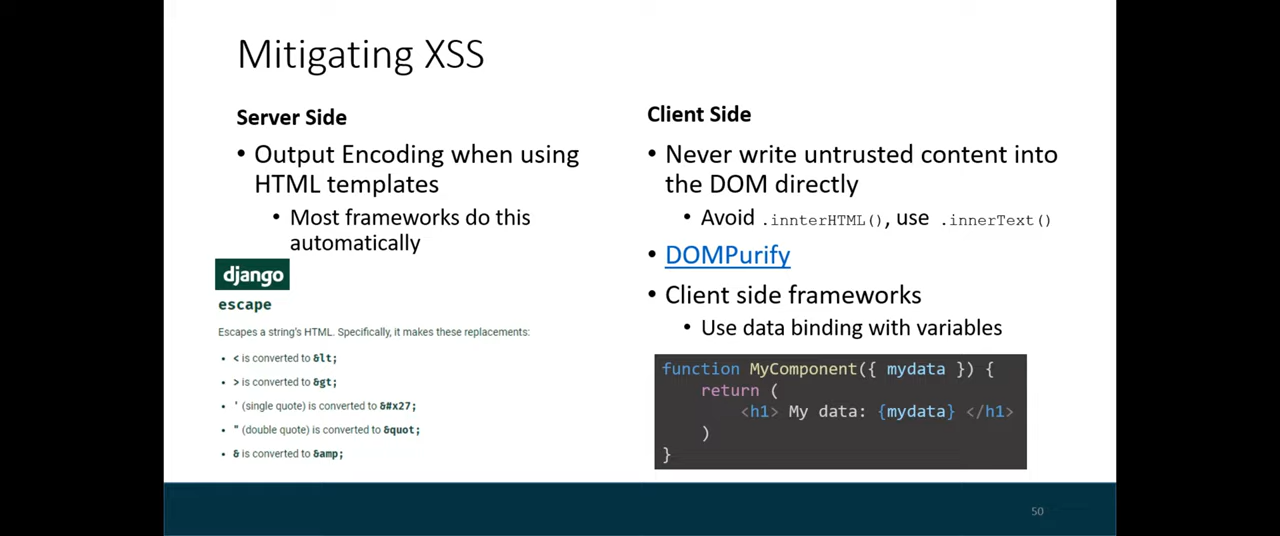 Mitigating XSS
Server Side
• Output Encoding when using
HTML templates
• Most frameworks do this
automatically
django
escape
Escapes a string's HTML. Specifically, it makes these replacements:
• < is converted to &lt;
• > is converted to &gt;
• ' (single quote) is converted to &#x27;
• " (double quote) is converted to &quot;
• & is converted to &amp;
Client Side
• Never write untrusted content into
the DOM directly
• Avoid .innterHTML(), use .innerText()
• DOMPurify
• Client side frameworks
• Use data binding with variables
function MyComponent({ mydata }) {
return (
<h1> My data: {mydata} </h1>
)
}
50